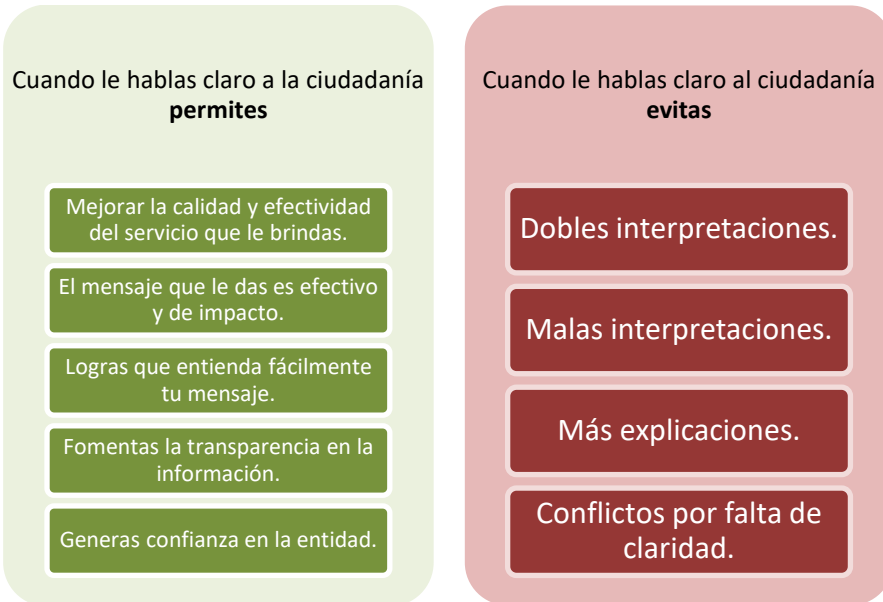 Cuando le hablas claro a la ciudadanía
permites
Mejorar la calidad y efectividad
del servicio que le brindas.
El mensaje que le das es efectivo
y de impacto.
Logras que entienda fácilmente
tu mensaje.
Fomentas la transparencia en la
información.
Generas confianza en la entidad.
Cuando le hablas claro al ciudadanía
evitas
Dobles interpretaciones.
Malas interpretaciones.
Más explicaciones.
Conflictos por falta de
claridad.